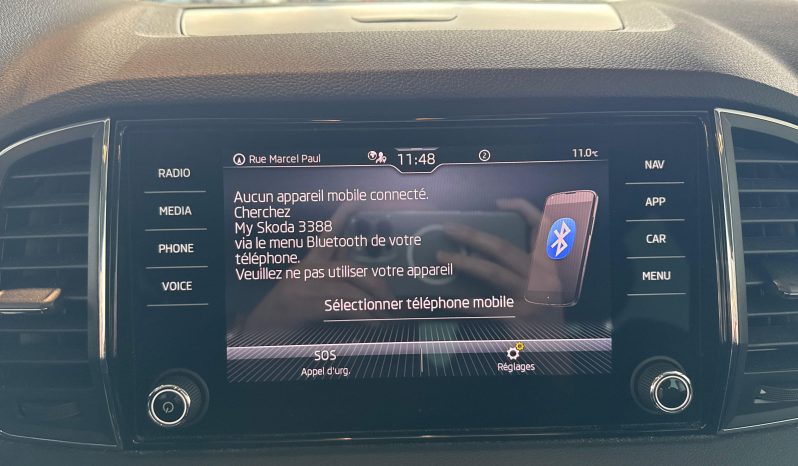 Rue Marcel Paul 11:48 Z 11.0°C
RADIO
MEDIA
PHONE
VOICE
Aucun appareil mobile connecté.
Cherchez
My Skoda 3388
via le menu Bluetooth de votre
téléphone.
Veuillez ne pas utiliser votre appareil
Sélectionner téléphone mobile
SOS
Appel d'urg.
Réglages
NAV
APP
CAR
MENU